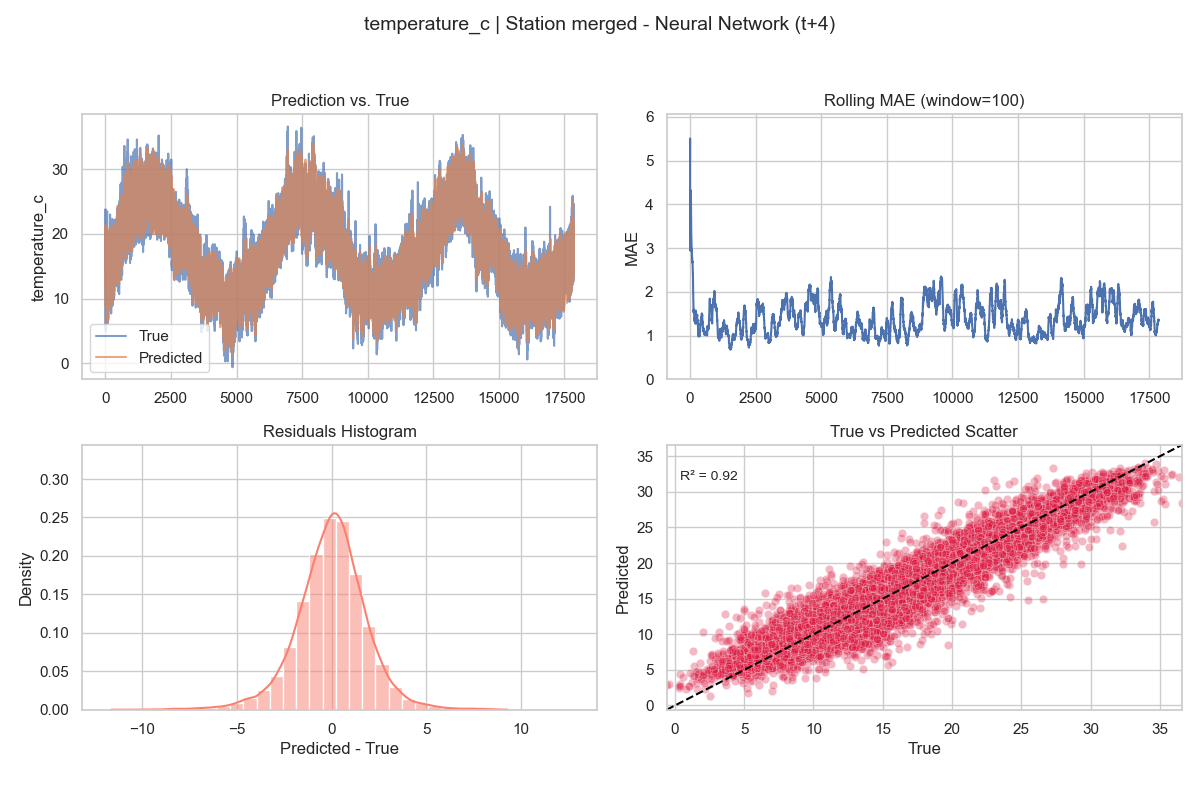 temperature_c | Station merged - Neural Network (t+4)
Prediction vs. True
temperature_c
30
20
10
0
True
Predicted
0 2500 5000 7500 10000 12500 15000 17500
Rolling MAE (window=100)
MAE
6
5
4
3
2
1
0
0 2500 5000 7500 10000 12500 15000 17500
Residuals Histogram
Density
0.30
0.25
0.20
0.15
0.10
0.05
0.00
−10 −5 0 5 10
Predicted - True
True vs Predicted Scatter
R² = 0.92
Predicted
35
30
25
20
15
10
5
0
0 5 10 15 20 25 30 35
True